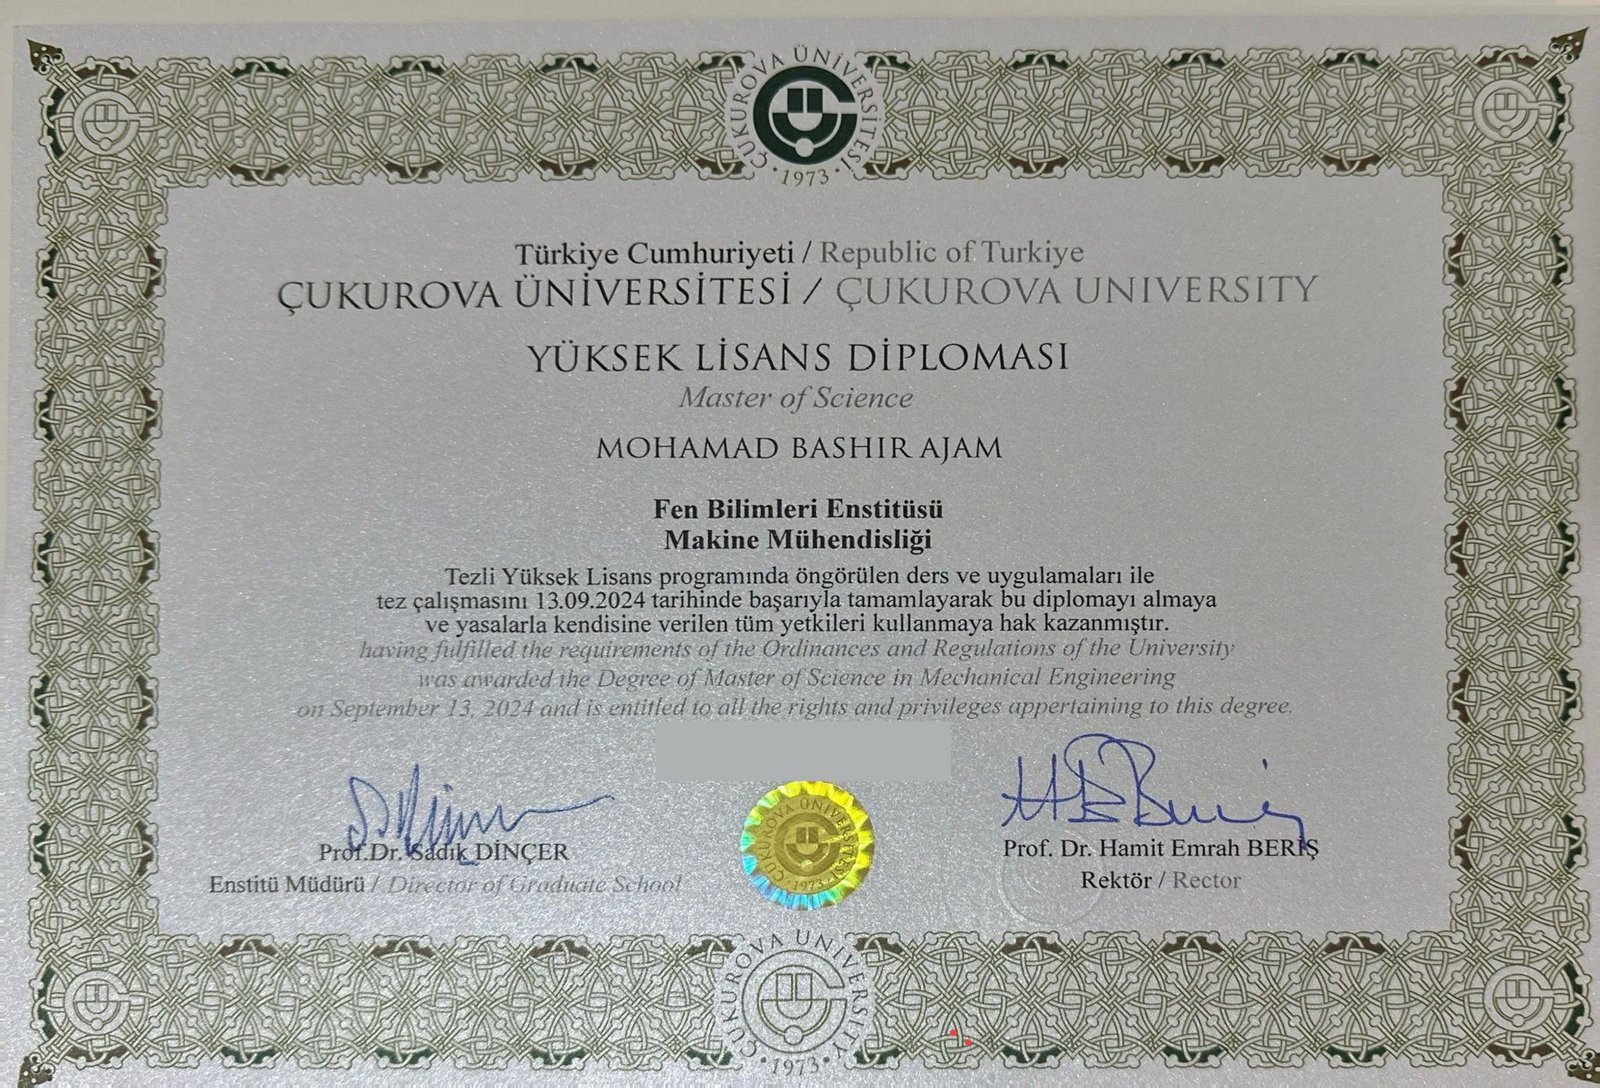 ÇUKUROVA ÜNİVERSİTESİ
• 1973 •
Türkiye Cumhuriyeti / Republic of Turkiye
ÇUKUROVA ÜNİVERSİTESİ / ÇUKUROVA UNIVERSITY
YÜKSEK LİSANS DİPLOMASI
Master of Science
MOHAMAD BASHIR AJAM
Fen Bilimleri Enstitüsü
Makine Mühendisliği
Tezli Yüksek Lisans programında öngörülen ders ve uygulamaları ile
tez çalışmasını 13.09.2024 tarihinde başarıyla tamamlayarak bu diplomayı almaya
ve yasalarla kendisine verilen tüm yetkileri kullanmaya hak kazanmıştır.
having fulfilled the requirements of the Ordinances and Regulations of the University
was awarded the Degree of Master of Science in Mechanical Engineering
on September 13, 2024 and is entitled to all the rights and privileges appertaining to this degree.
Prof.Dr. Sadık DİNÇER
Enstitü Müdürü / Director of Graduate School
ÇUKUROVA ÜNİVERSİTESİ
• 1973 •
Prof. Dr. Hamit Emrah BERİŞ
Rektör / Rector
ÇUKUROVA UNIVERSITY
• 1973 •